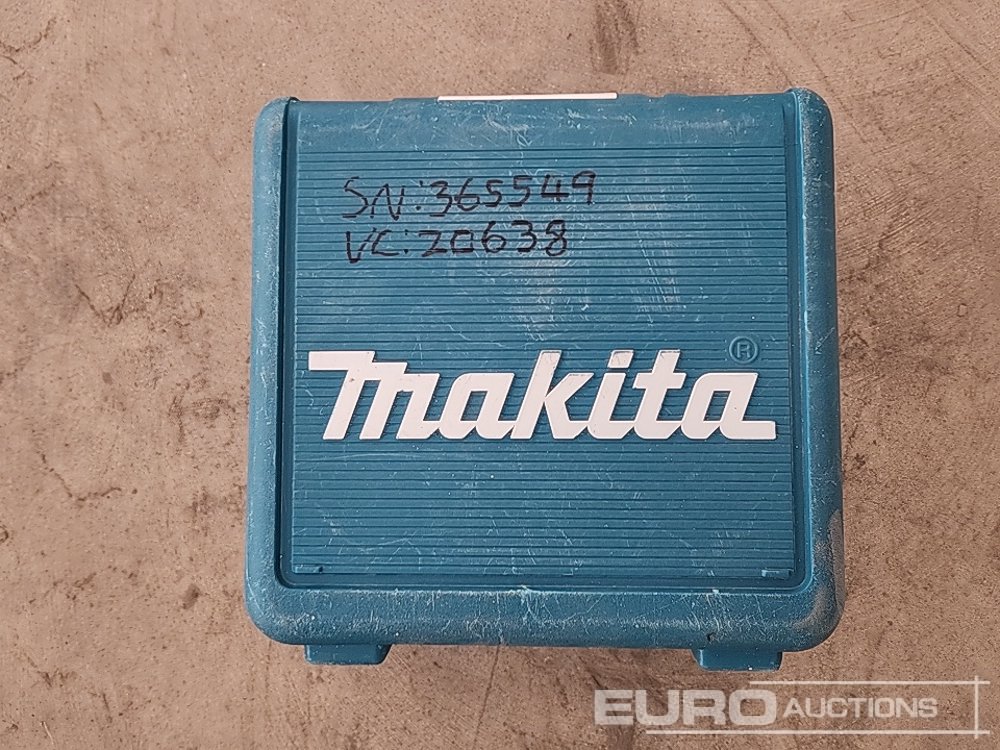 SN:365549
VC:20638
makita®
EURO AUCTIONS